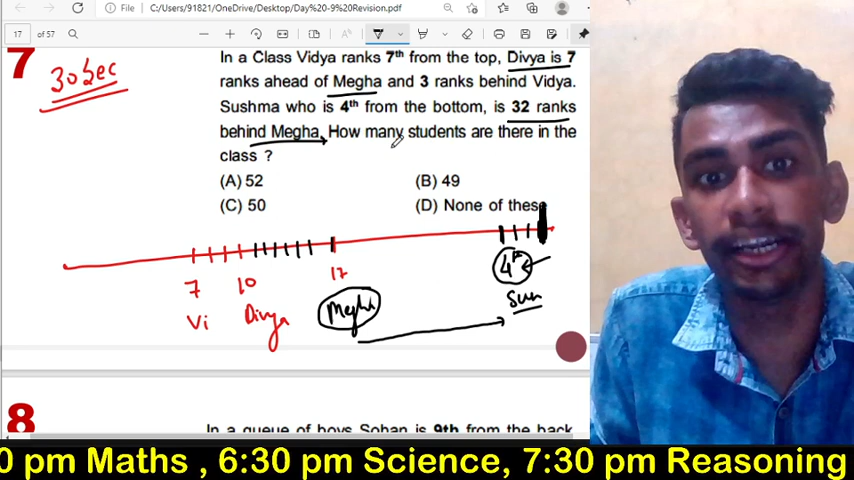 C:/Users/91821/OneDrive/Desktop/Day%20-9%20Revision.pdf
17 of 57
7
30 Sec
In a Class Vidya ranks 7th from the top, Divya is 7
ranks ahead of Megha and 3 ranks behind Vidya.
Sushma who is 4th from the bottom, is 32 ranks
behind Megha. How many students are there in the
class ?
(A) 52 (B) 49
(C) 50 (D) None of these
7 10 17 4th
Vi Divya Megha Sun
8
In a queue of boys Sohan is 9th from the back
0 pm Maths , 6:30 pm Science, 7:30 pm Reasoning